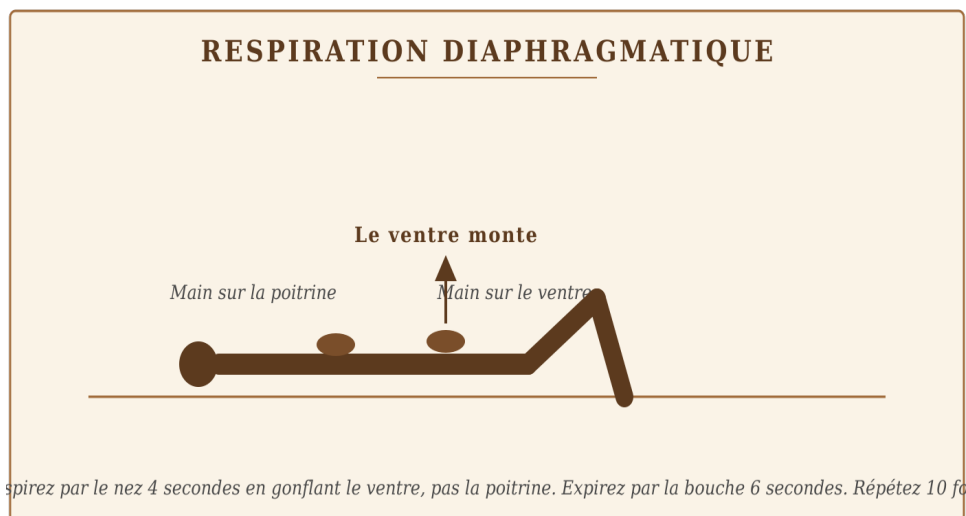 RESPIRATION DIAPHRAGMATIQUE
Le ventre monte
Main sur la poitrine
Main sur le ventre
par le nez 4 secondes en gonflant le ventre, pas la poitrine. Expirez par la bouche 6 secondes. Répétez 10